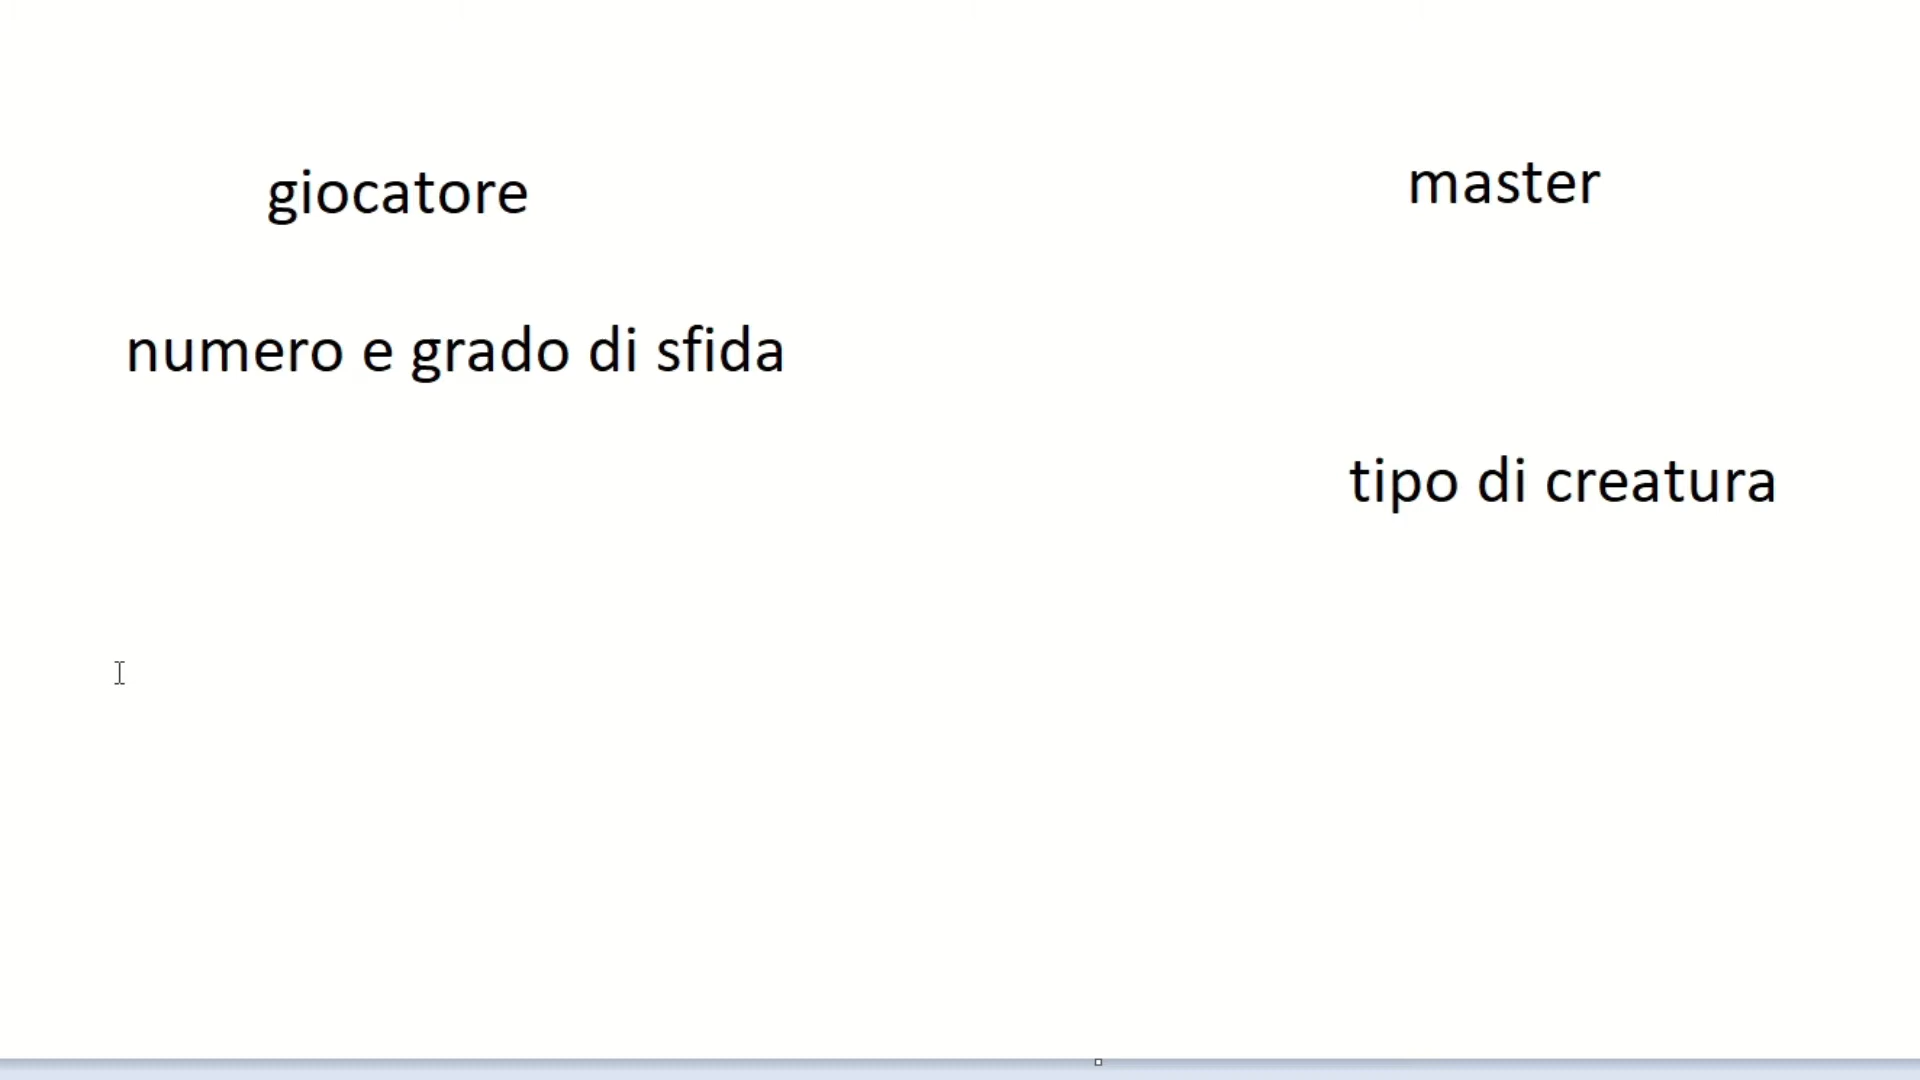 giocatore
master
numero e grado di sfida
tipo di creatura